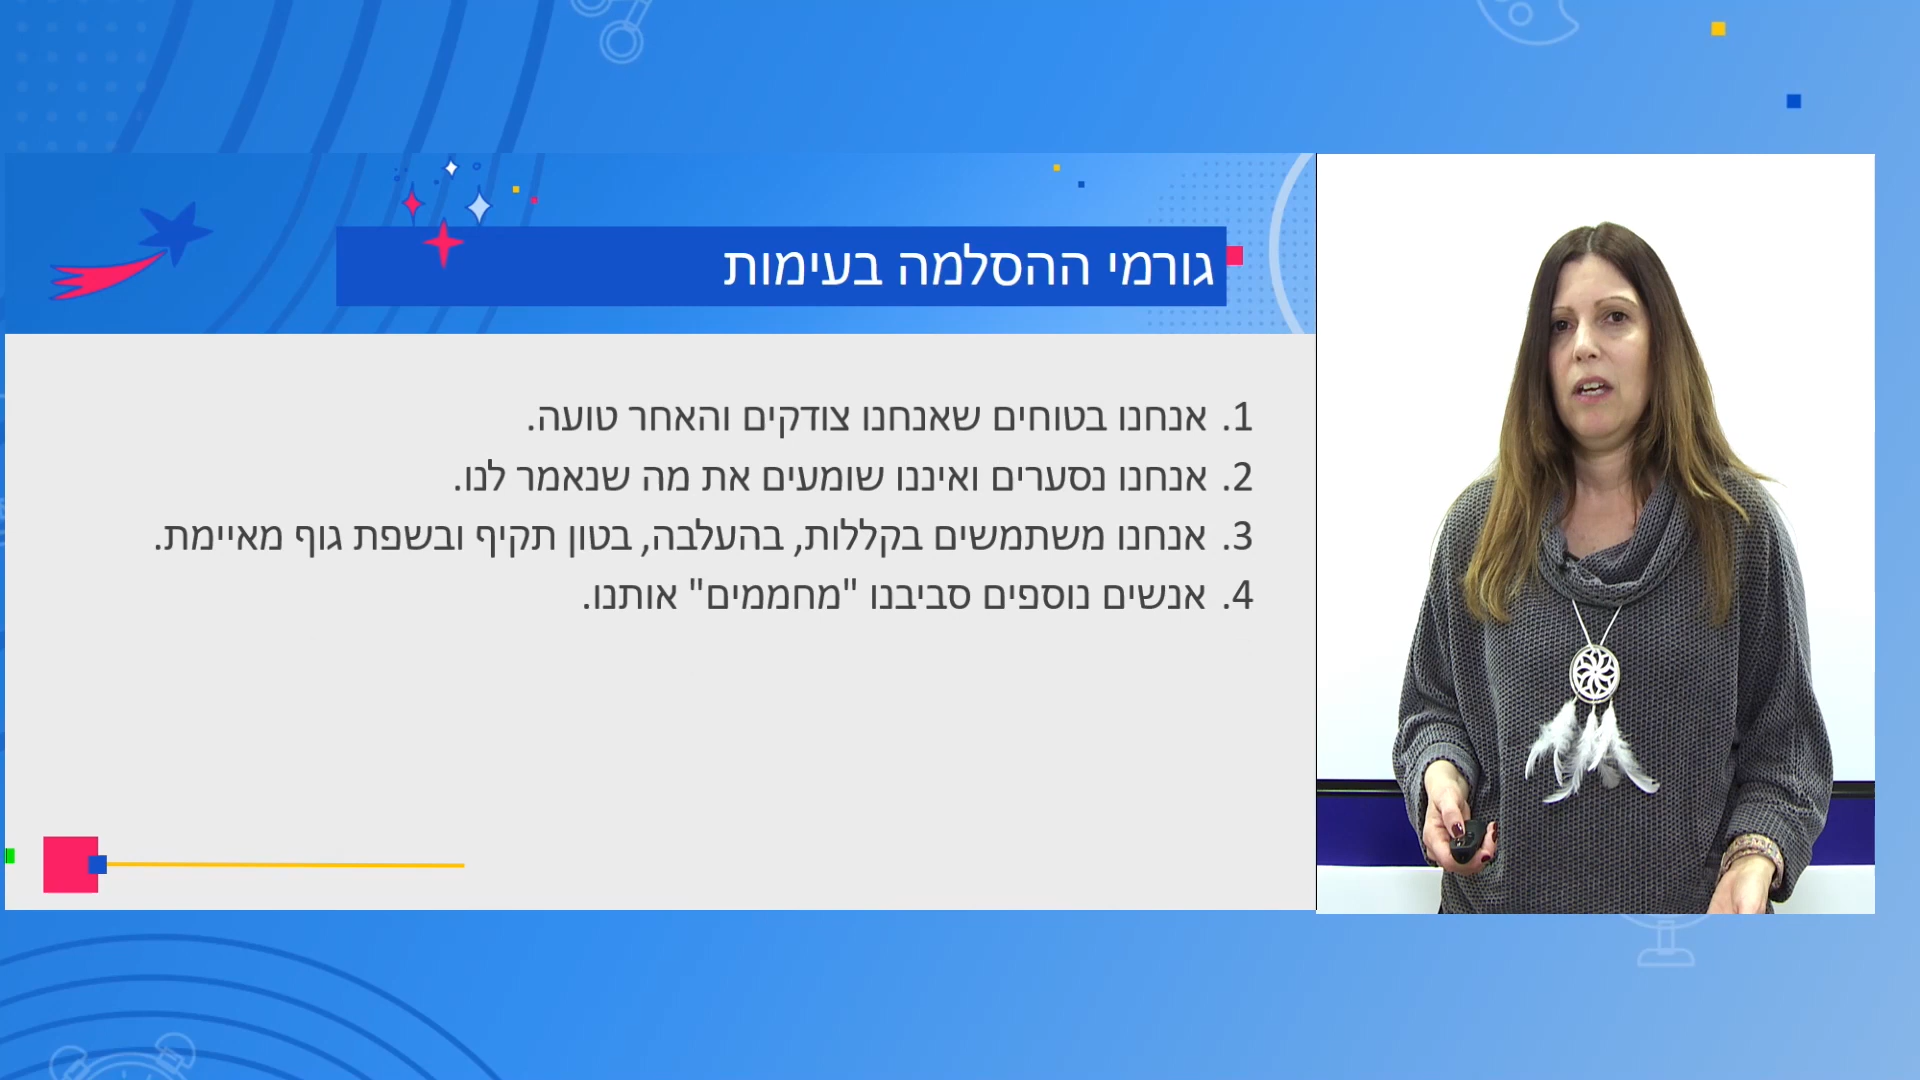 גורמי ההסלמה בעימות
1. אנחנו בטוחים שאנחנו צודקים והאחר טועה.
2. אנחנו נסערים ואיננו שומעים את מה שנאמר לנו.
3. אנחנו משתמשים בקללות, בהעלבה, בטון תקיף ובשפת גוף מאיימת.
4. אנשים נוספים סביבנו "מחממים" אותנו.